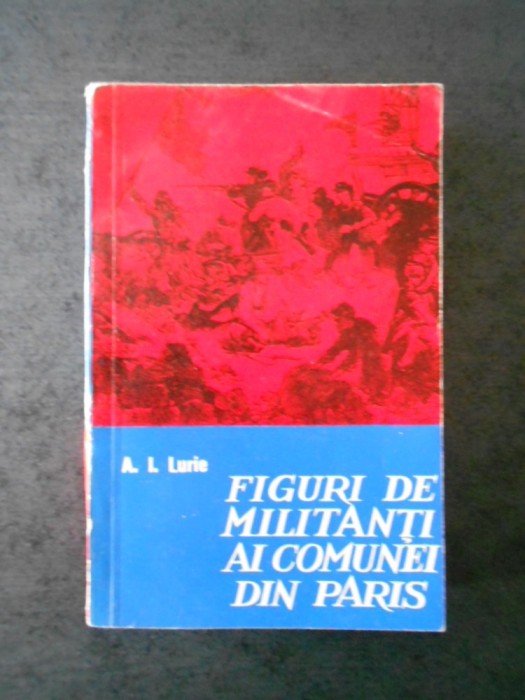 A. I. Lurie
FIGURI DE
MILITANȚI
AI COMUNEI
DIN PARIS